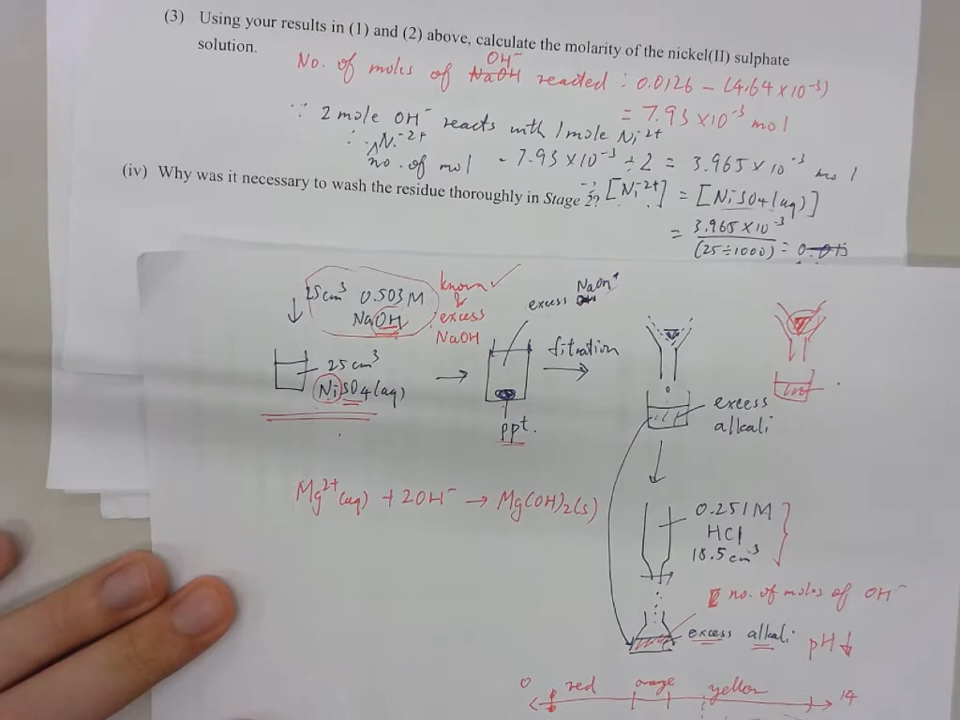 (3) Using your results in (1) and (2) above, calculate the molarity of the nickel(II) sulphate
solution.
OH⁻
No. of moles of NaOH reacted : 0.0126 - (4.64 x 10⁻³)
= 7.93 x 10⁻³ mol
∵ 2 mole OH⁻ reacts with 1 mole Ni²⁺
∴ Ni²⁺
no. of mol - 7.93 x 10⁻³ ÷ 2 = 3.965 x 10⁻³ mol
(iv) Why was it necessary to wash the residue thoroughly in Stage 2?
∴ [Ni²⁺] = [NiSO4(aq)]
= 3.965 x 10⁻³
(25÷1000) =
25cm³ 0.503M
NaOH
known
&
excess
NaOH
25cm³
NiSO4(aq)
excess NaOH
ppt.
fitration
excess
alkali
Mg²⁺(aq) + 2OH⁻ → Mg(OH)2(s)
0.251M
HCl
18.5cm³
no. of moles of OH⁻
excess alkali
pH↓
0 red orange yellow 14